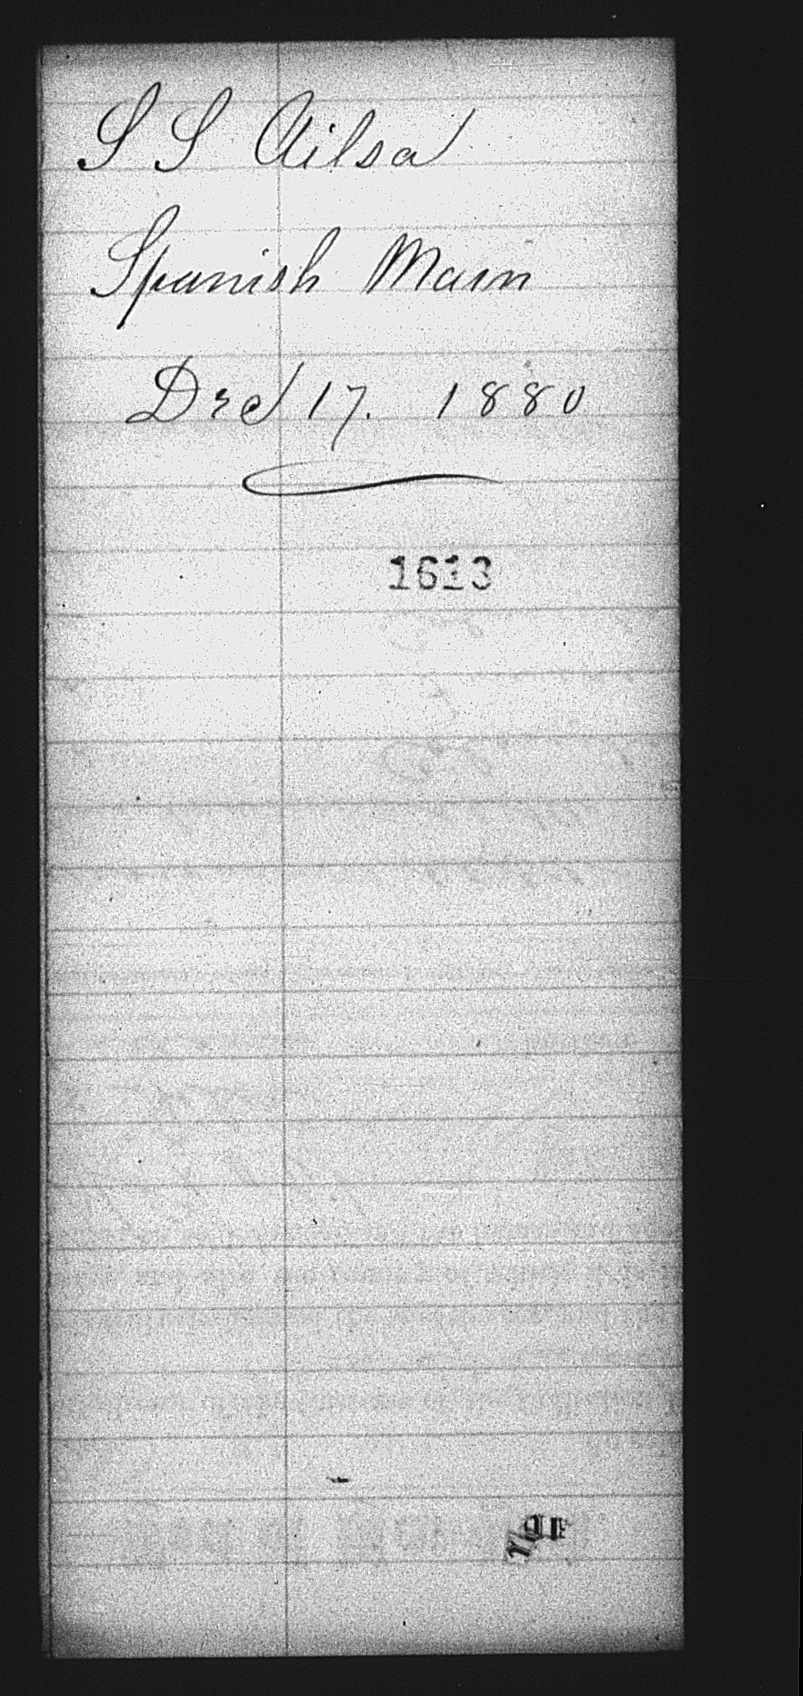 S S Ailsa
Spanish Main
Dec 17. 1880
1613